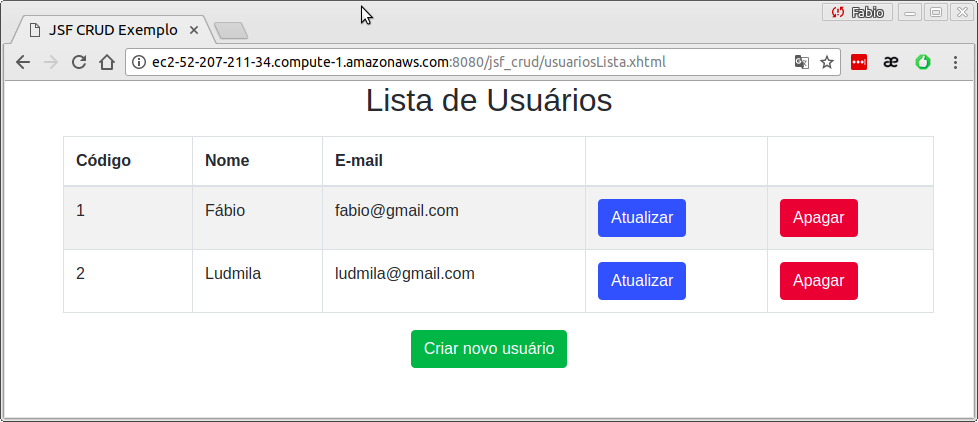 Fabio
JSF CRUD Exemplo
ec2-52-207-211-34.compute-1.amazonaws.com:8080/jsf_crud/usuariosLista.xhtml
Lista de Usuários
Código Nome E-mail
1 Fábio fabio@gmail.com Atualizar Apagar
2 Ludmila ludmila@gmail.com Atualizar Apagar
Criar novo usuário